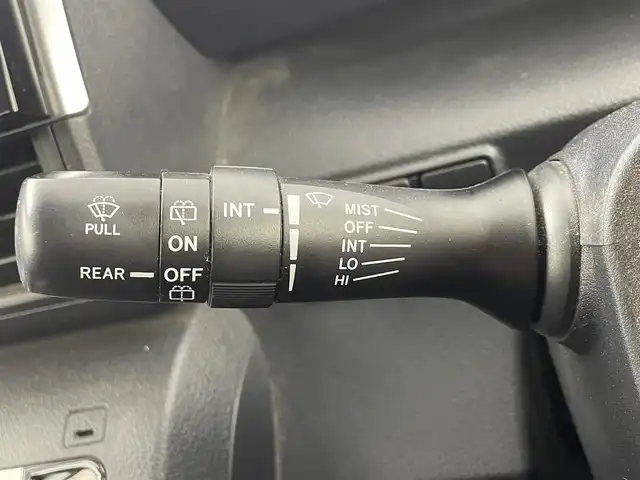 PULL
REAR
ON
OFF
INT
MIST
OFF
INT
LO
HI